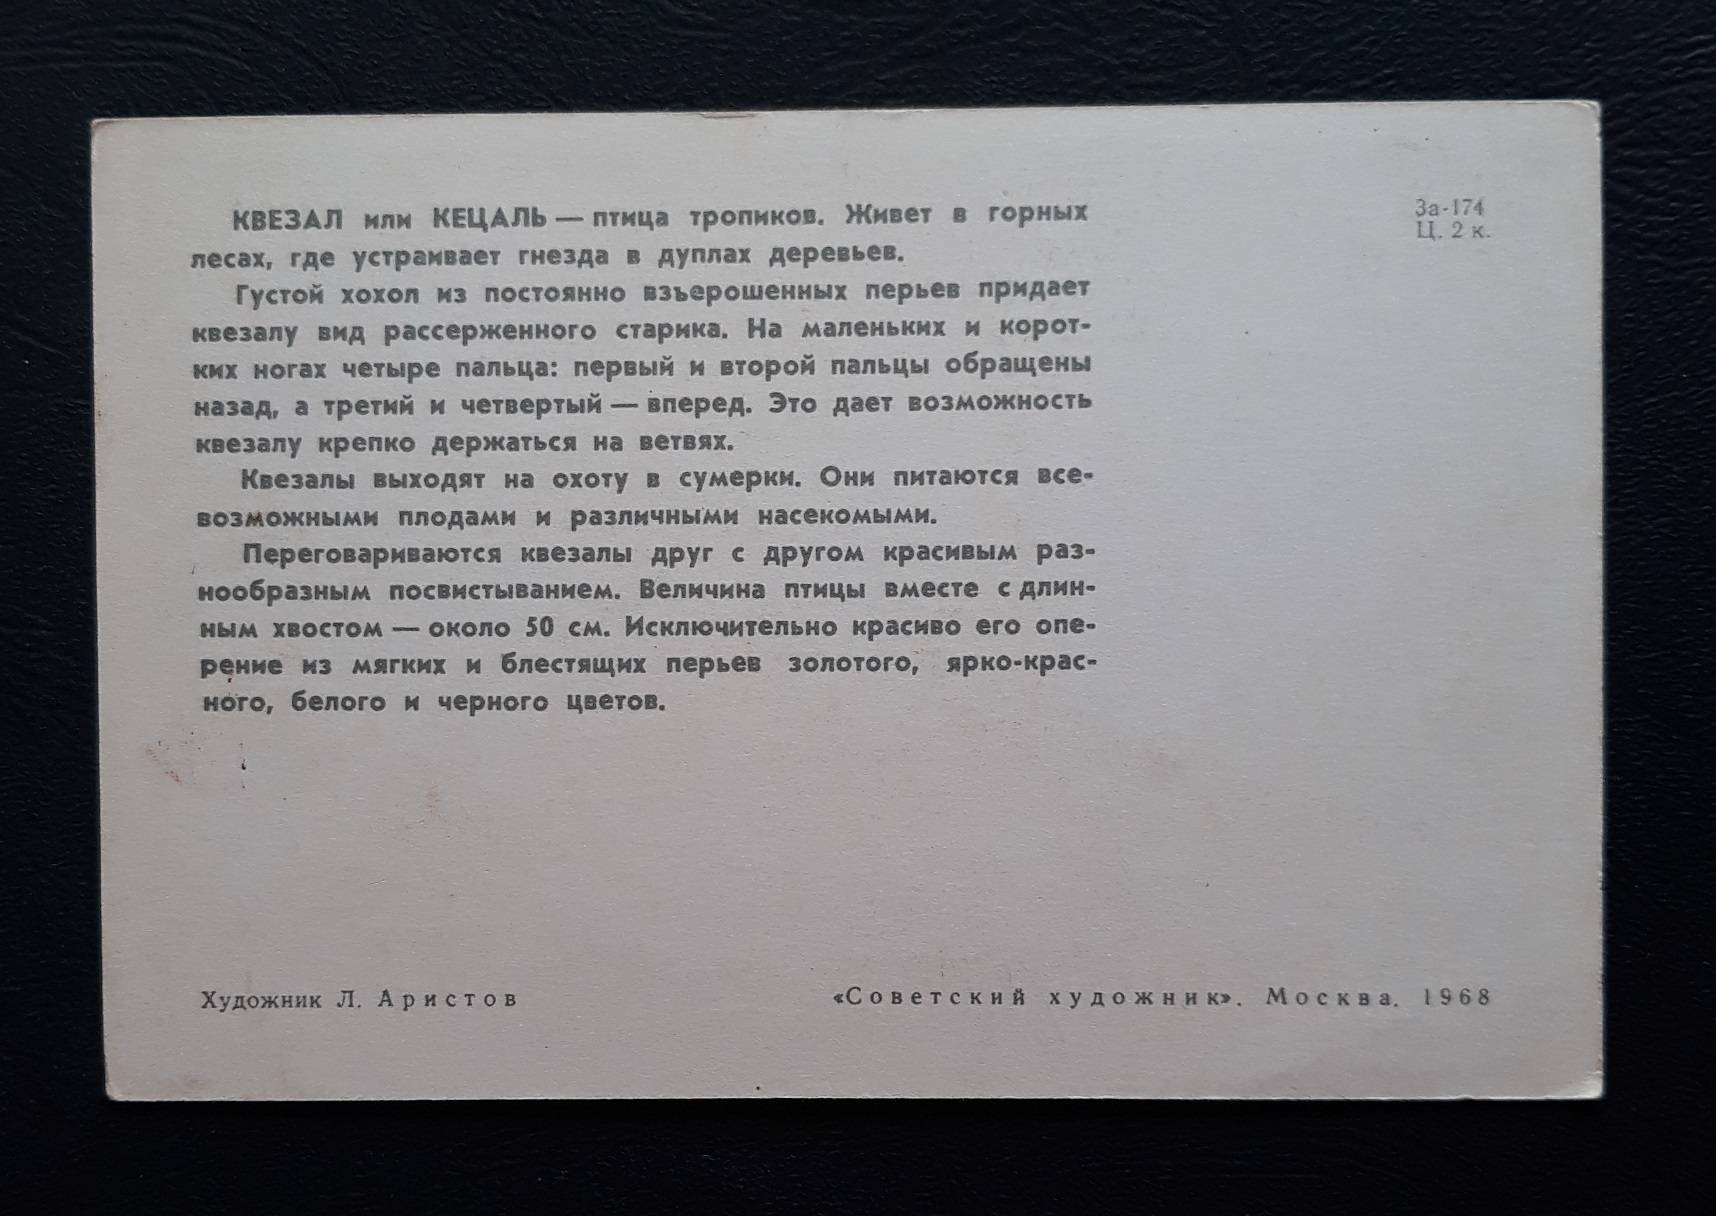 КВЕЗАЛ или КЕЦАЛЬ — птица тропиков. Живет в горных
лесах, где устраивает гнезда в дуплах деревьев.
Густой хохол из постоянно взъерошенных перьев придает
квезалу вид рассерженного старика. На маленьких и корот-
ких ногах четыре пальца: первый и второй пальцы обращены
назад, а третий и четвертый — вперед. Это дает возможность
квезалу крепко держаться на ветвях.
Квезалы выходят на охоту в сумерки. Они питаются все-
возможными плодами и различными насекомыми.
Переговариваются квезалы друг с другом красивым раз-
нообразным посвистыванием. Величина птицы вместе с длин-
ным хвостом — около 50 см. Исключительно красиво его опе-
рение из мягких и блестящих перьев золотого, ярко-крас-
ного, белого и черного цветов.
За-174
Ц. 2 к.
Художник Л. Аристов
«Советский художник». Москва. 1968